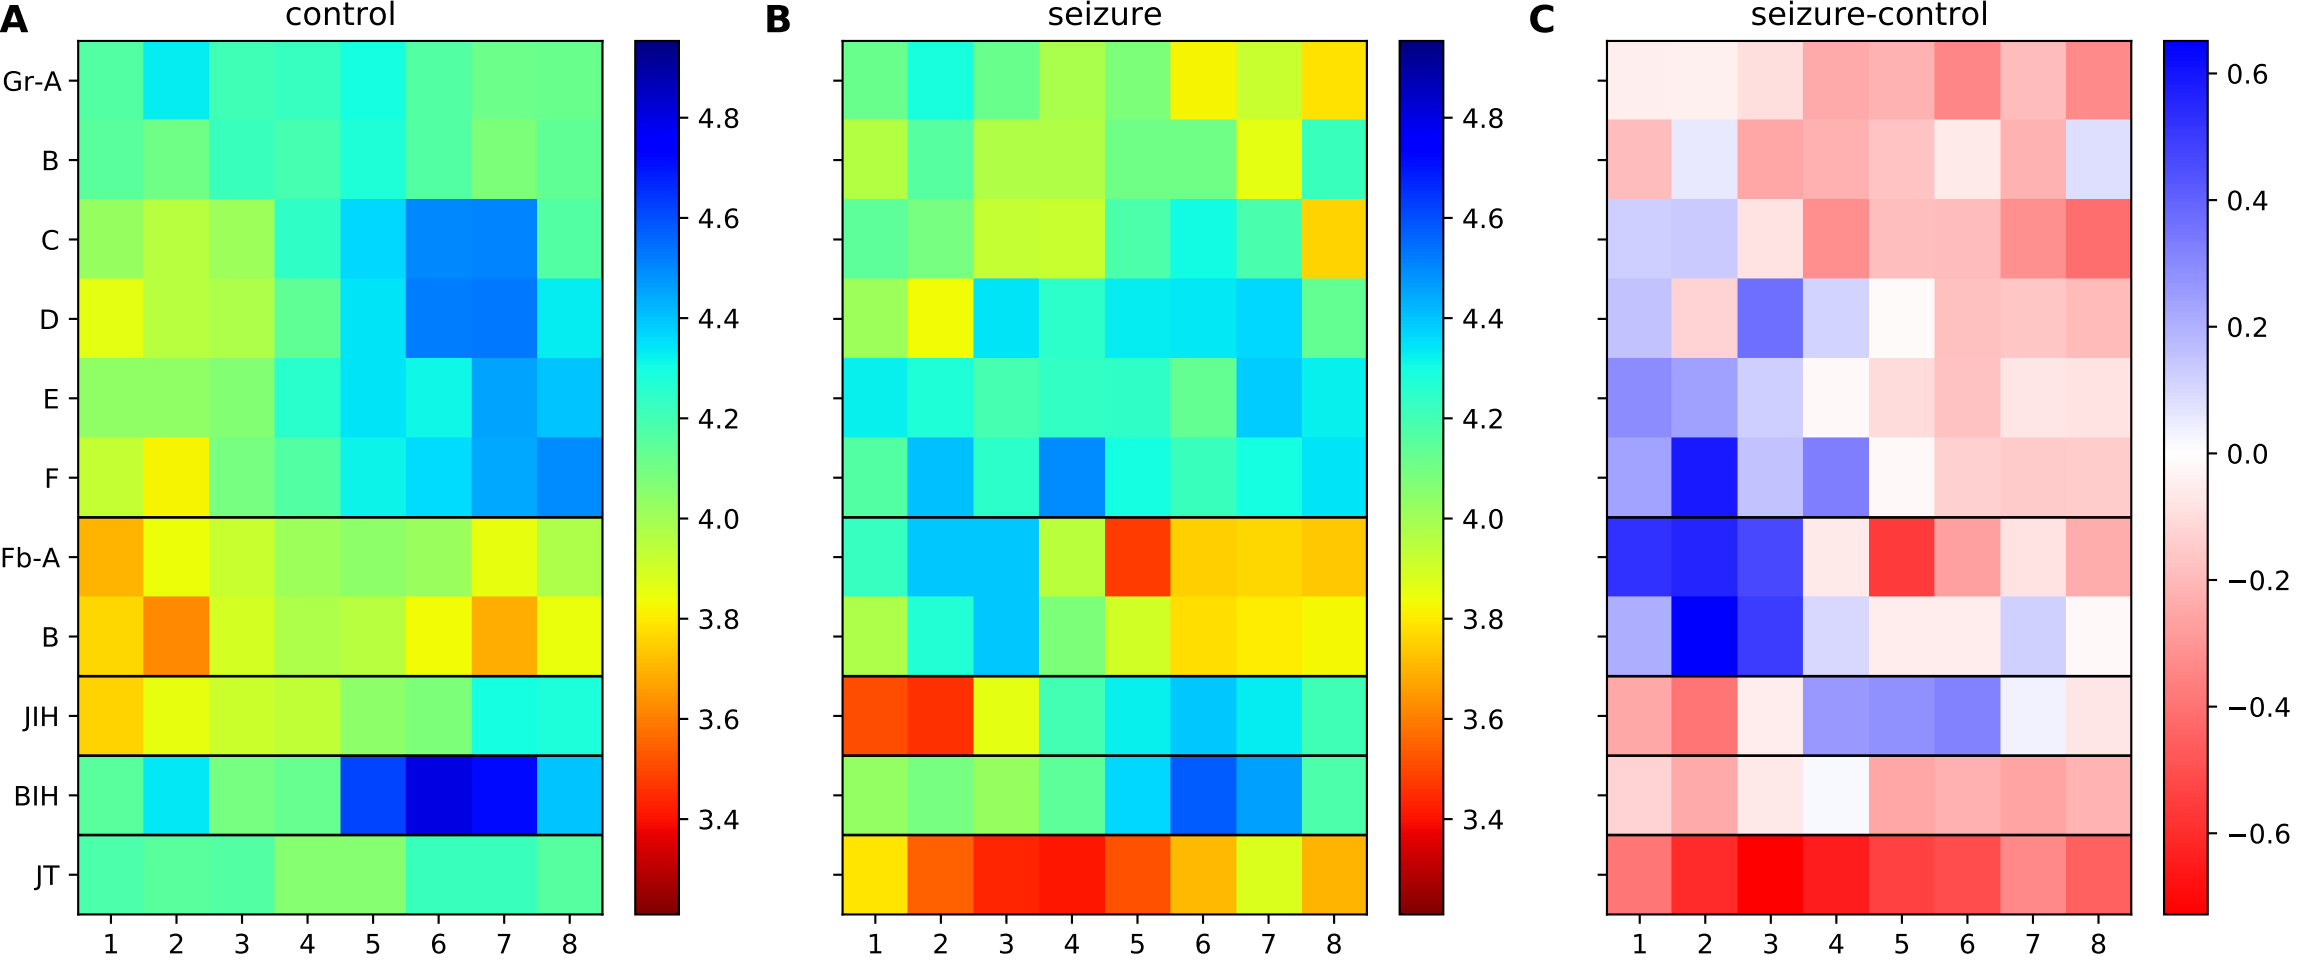 A control B seizure C seizure-control
Gr-A
B
C
D
E
F
Fb-A
B
JIH
BIH
JT
4.8
4.6
4.4
4.2
4.0
3.8
3.6
3.4
4.8
4.6
4.4
4.2
4.0
3.8
3.6
3.4
0.6
0.4
0.2
0.0
−0.2
−0.4
−0.6
1 2 3 4 5 6 7 8
1 2 3 4 5 6 7 8
1 2 3 4 5 6 7 8